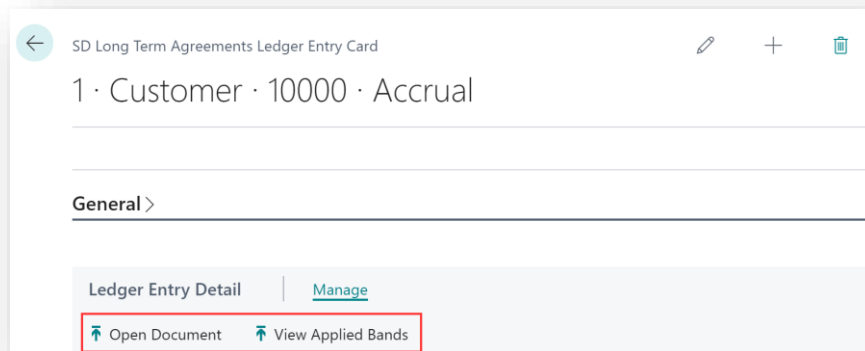 SD Long Term Agreements Ledger Entry Card
1 · Customer · 10000 · Accrual
General
Ledger Entry Detail Manage
Open Document View Applied Bands